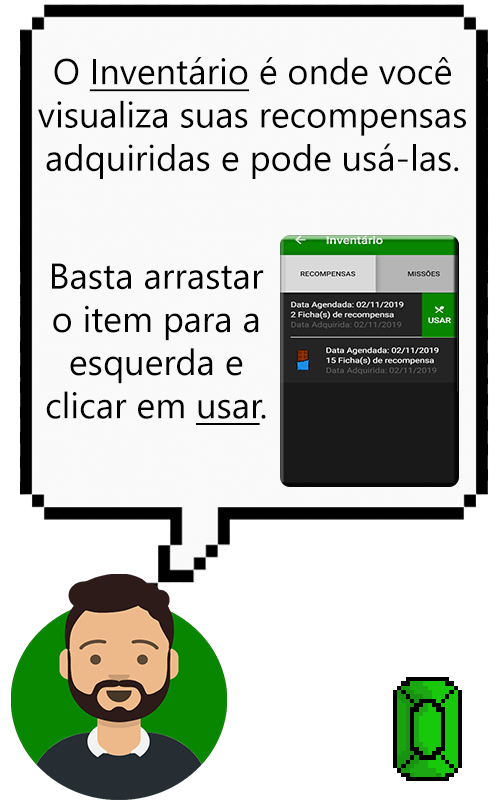 O Inventário é onde você
visualiza suas recompensas
adquiridas e pode usá-las.
Basta arrastar
o item para a
esquerda e
clicar em usar.
Inventário
RECOMPENSAS MISSÕES
Data Agendada: 02/11/2019
2 Ficha(s) de recompensa
Data Adquirida: 02/11/2019
USAR
Data Agendada: 02/11/2019
15 Ficha(s) de recompensa
Data Adquirida: 02/11/2019